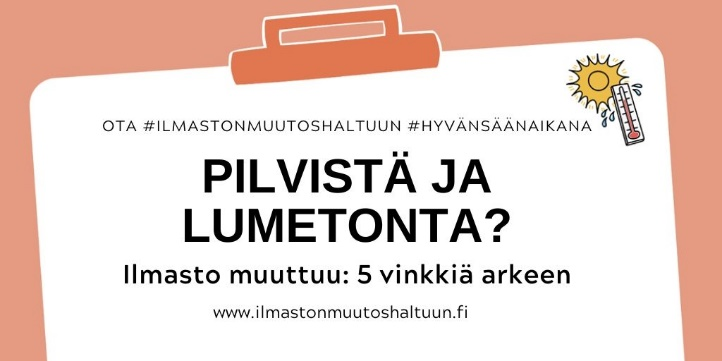 OTA #ILMASTONMUUTOSHALTUUN #HYVÄNSÄÄNAIKANA
PILVISTÄ JA
LUMETONTA?
Ilmasto muuttuu: 5 vinkkiä arkeen
www.ilmastonmuutoshaltuun.fi